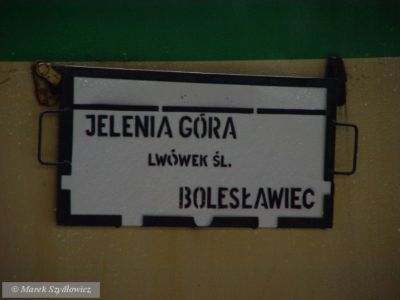 JELENIA GÓRA
LWÓWEK ŚL.
BOLESŁAWIEC
© Marek Szydłowicz